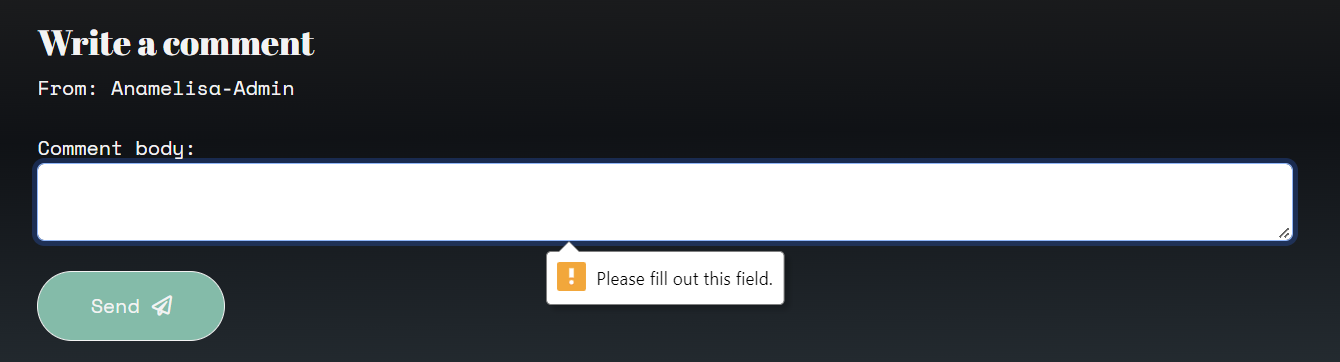 Write a comment
From: Anamelisa-Admin
Comment body:
Please fill out this field.
Send